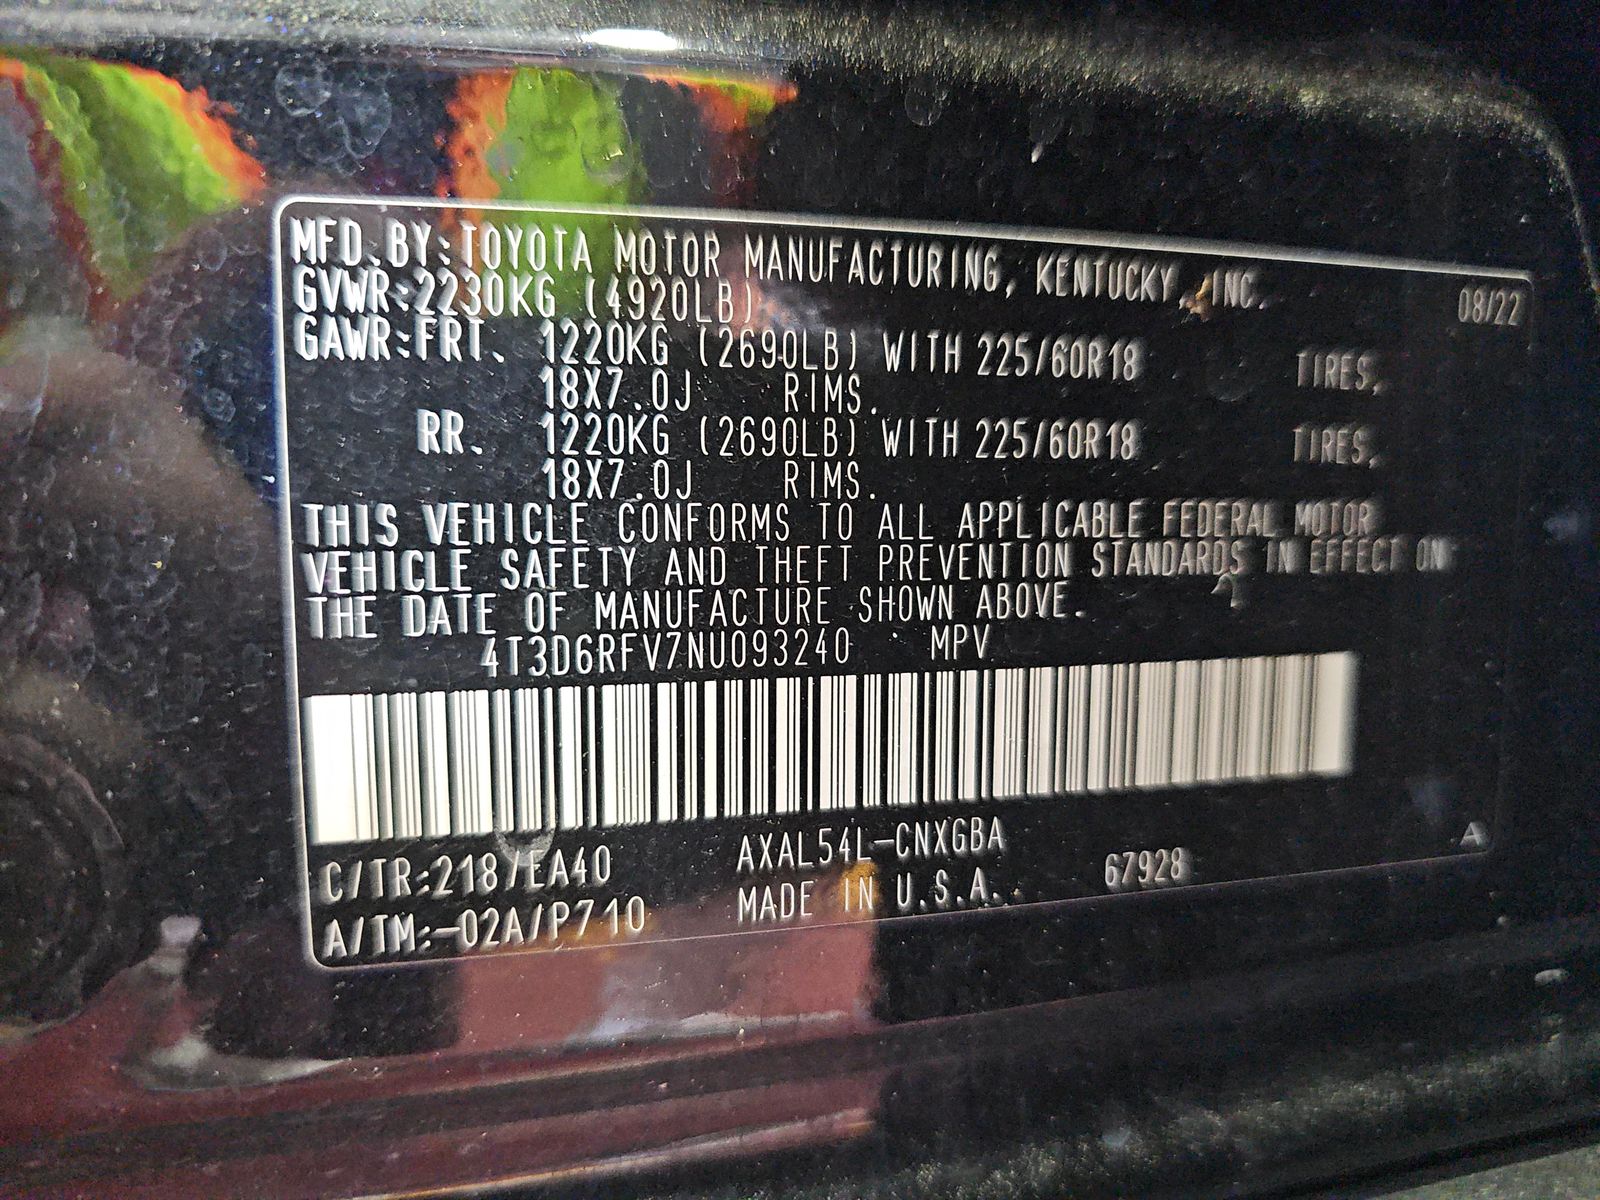 MFD.BY:TOYOTA MOTOR MANUFACTURING, KENTUCKY, INC. 08/22
GVWR:2230KG (4920LB)
GAWR:FRT. 1220KG (2690LB) WITH 225/60R18 TIRES,
18X7.0J RIMS.
RR. 1220KG (2690LB) WITH 225/60R18 TIRES,
18X7.0J RIMS.
THIS VEHICLE CONFORMS TO ALL APPLICABLE FEDERAL MOTOR
VEHICLE SAFETY AND THEFT PREVENTION STANDARDS IN EFFECT ON
THE DATE OF MANUFACTURE SHOWN ABOVE.
4T3D6RFV7NU093240 MPV
C/TR:218/EA40 AXAL54L-CNXGBA A
A/TM:-02A/P710 MADE IN U.S.A. 67928